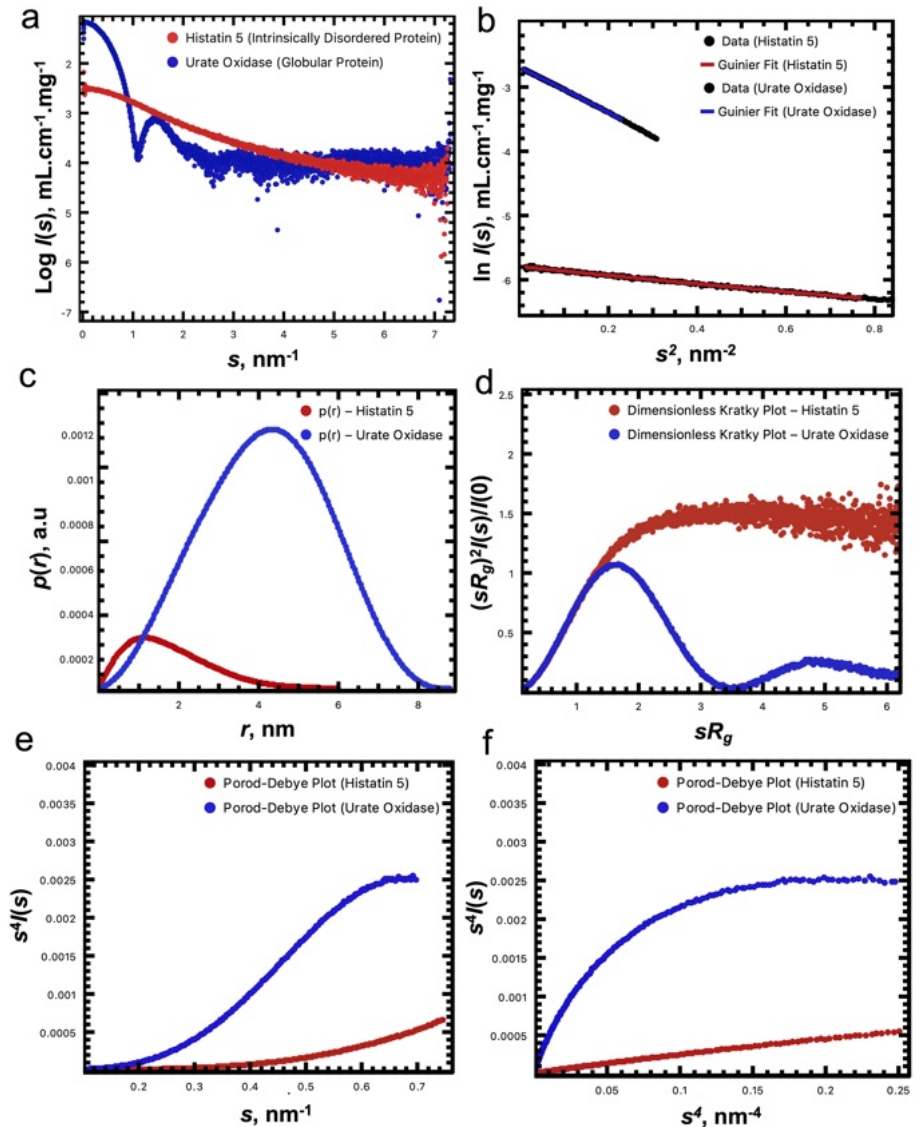 a
Histatin 5 (Intrinsically Disordered Protein)
Urate Oxidase (Globular Protein)
Log I(s), mL.cm-1.mg-1
2
3
4
5
6
-7
0 1 2 3 4 5 6 7
s, nm-1
b
Data (Histatin 5)
Guinier Fit (Histatin 5)
Data (Urate Oxidase)
Guinier Fit (Urate Oxidase)
ln I(s), mL.cm-1.mg-1
-2
-3
-4
-5
-6
0.2 0.4 0.6 0.8
s2, nm-2
c
p(r) – Histatin 5
p(r) – Urate Oxidase
p(r), a.u
0.0012
0.001
0.0008
0.0006
0.0004
0.0002
2 4 6 8
r, nm
d
Dimensionless Kratky Plot – Histatin 5
Dimensionless Kratky Plot – Urate Oxidase
(sRg)2I(s)/I(0)
2.5
2
1.5
1
0.5
1 2 3 4 5 6
sRg
e
Porod-Debye Plot (Histatin 5)
Porod-Debye Plot (Urate Oxidase)
s4I(s)
0.004
0.0035
0.003
0.0025
0.002
0.0015
0.001
0.0005
0.2 0.3 0.4 0.5 0.6 0.7
s, nm-1
f
Porod-Debye Plot (Histatin 5)
Porod-Debye Plot (Urate Oxidase)
s4I(s)
0.004
0.0035
0.003
0.0025
0.002
0.0015
0.001
0.0005
0.05 0.1 0.15 0.20 0.25
s4, nm-4